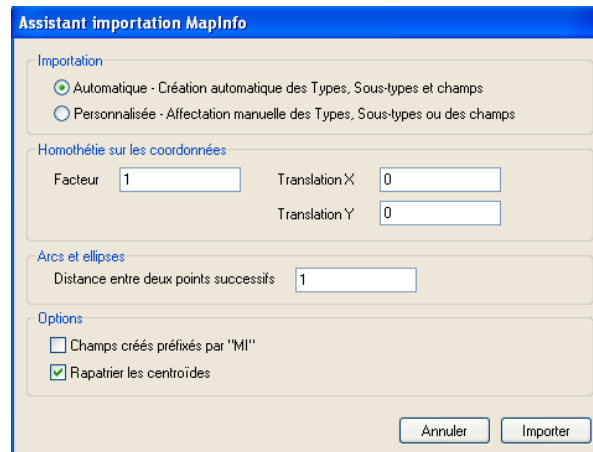 Assistant importation MapInfo
Importation
Automatique - Création automatique des Types, Sous-types et champs
Personnalisée - Affectation manuelle des Types, Sous-types ou des champs
Homothétie sur les coordonnées
Facteur 1 Translation X 0
Translation Y 0
Arcs et ellipses
Distance entre deux points successifs 1
Options
Champs créés préfixés par "MI"
Rapatrier les centroïdes
Annuler Importer